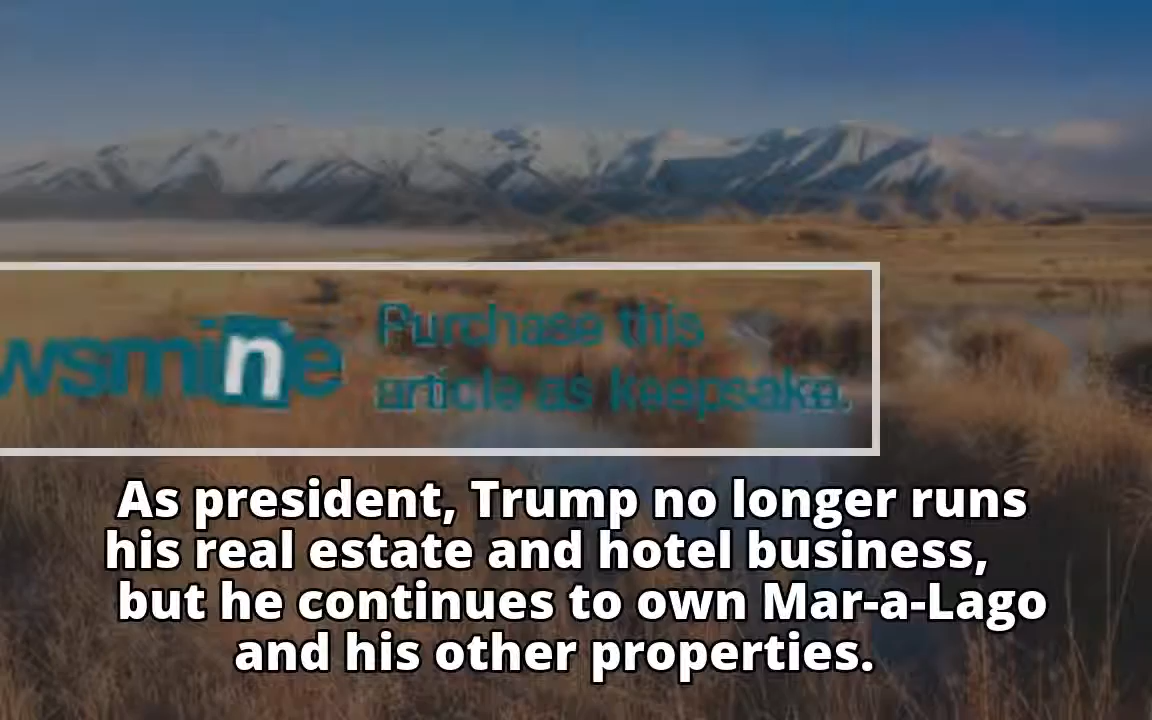 wsmine
Purchase this
article as keepsake.
As president, Trump no longer runs
his real estate and hotel business,
but he continues to own Mar-a-Lago
and his other properties.